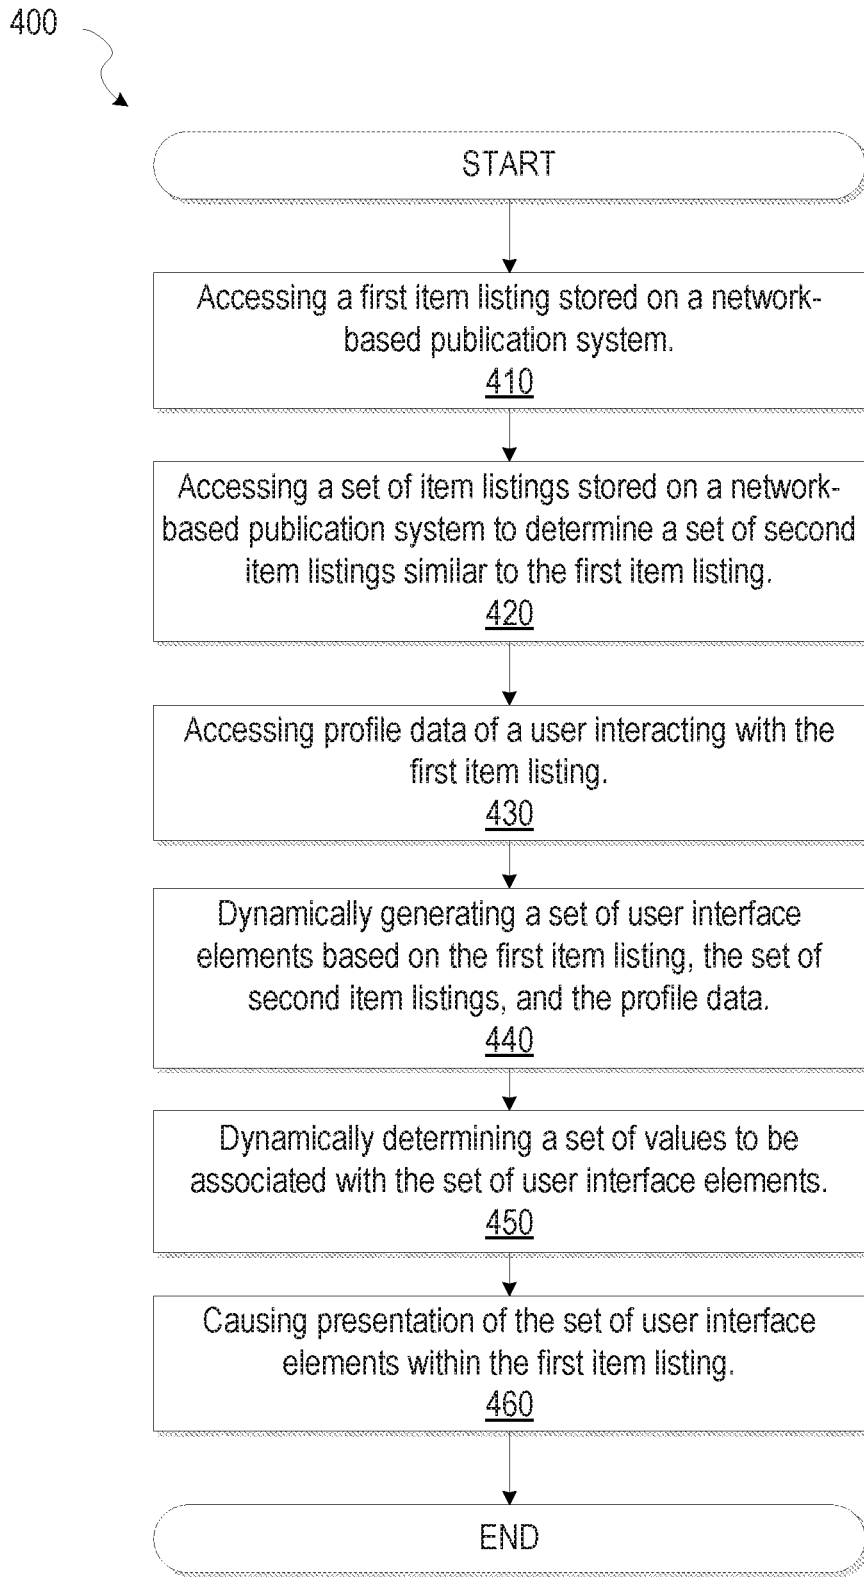 400
START
Accessing a first item listing stored on a network-
based publication system.
410
Accessing a set of item listings stored on a network-
based publication system to determine a set of second
item listings similar to the first item listing.
420
Accessing profile data of a user interacting with the
first item listing.
430
Dynamically generating a set of user interface
elements based on the first item listing, the set of
second item listings, and the profile data.
440
Dynamically determining a set of values to be
associated with the set of user interface elements.
450
Causing presentation of the set of user interface
elements within the first item listing.
460
END